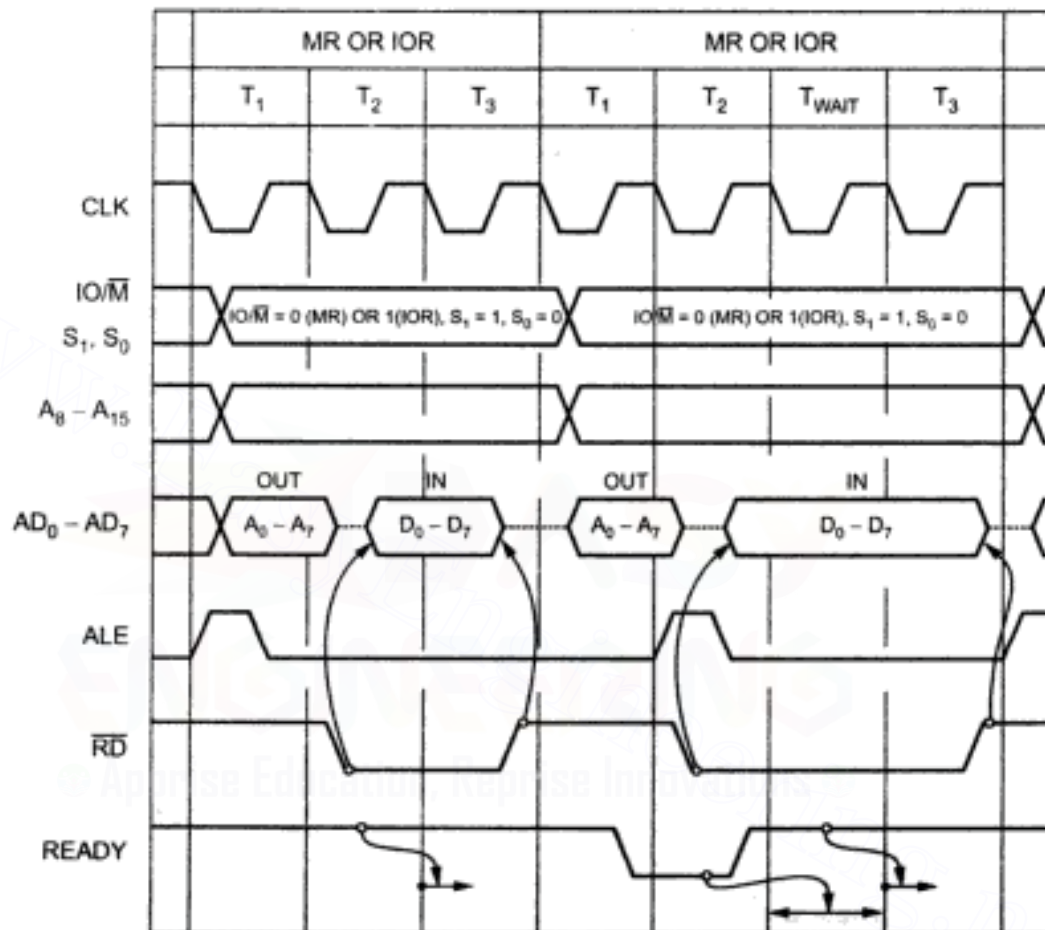 MR OR IOR MR OR IOR
T₁ T₂ T₃ T₁ T₂ T_WAIT T₃
CLK
IO/M̅
S₁, S₀
IO/M̅ = 0 (MR) OR 1(IOR), S₁ = 1, S₀ = 0 IO/M̅ = 0 (MR) OR 1(IOR), S₁ = 1, S₀ = 0
A₈ – A₁₅
OUT IN OUT IN
AD₀ – AD₇ A₀ – A₇ D₀ – D₇ A₀ – A₇ D₀ – D₇
ALE
ENGINEERING
R̅D̅
Apprise Education, Reprise Innovations
READY